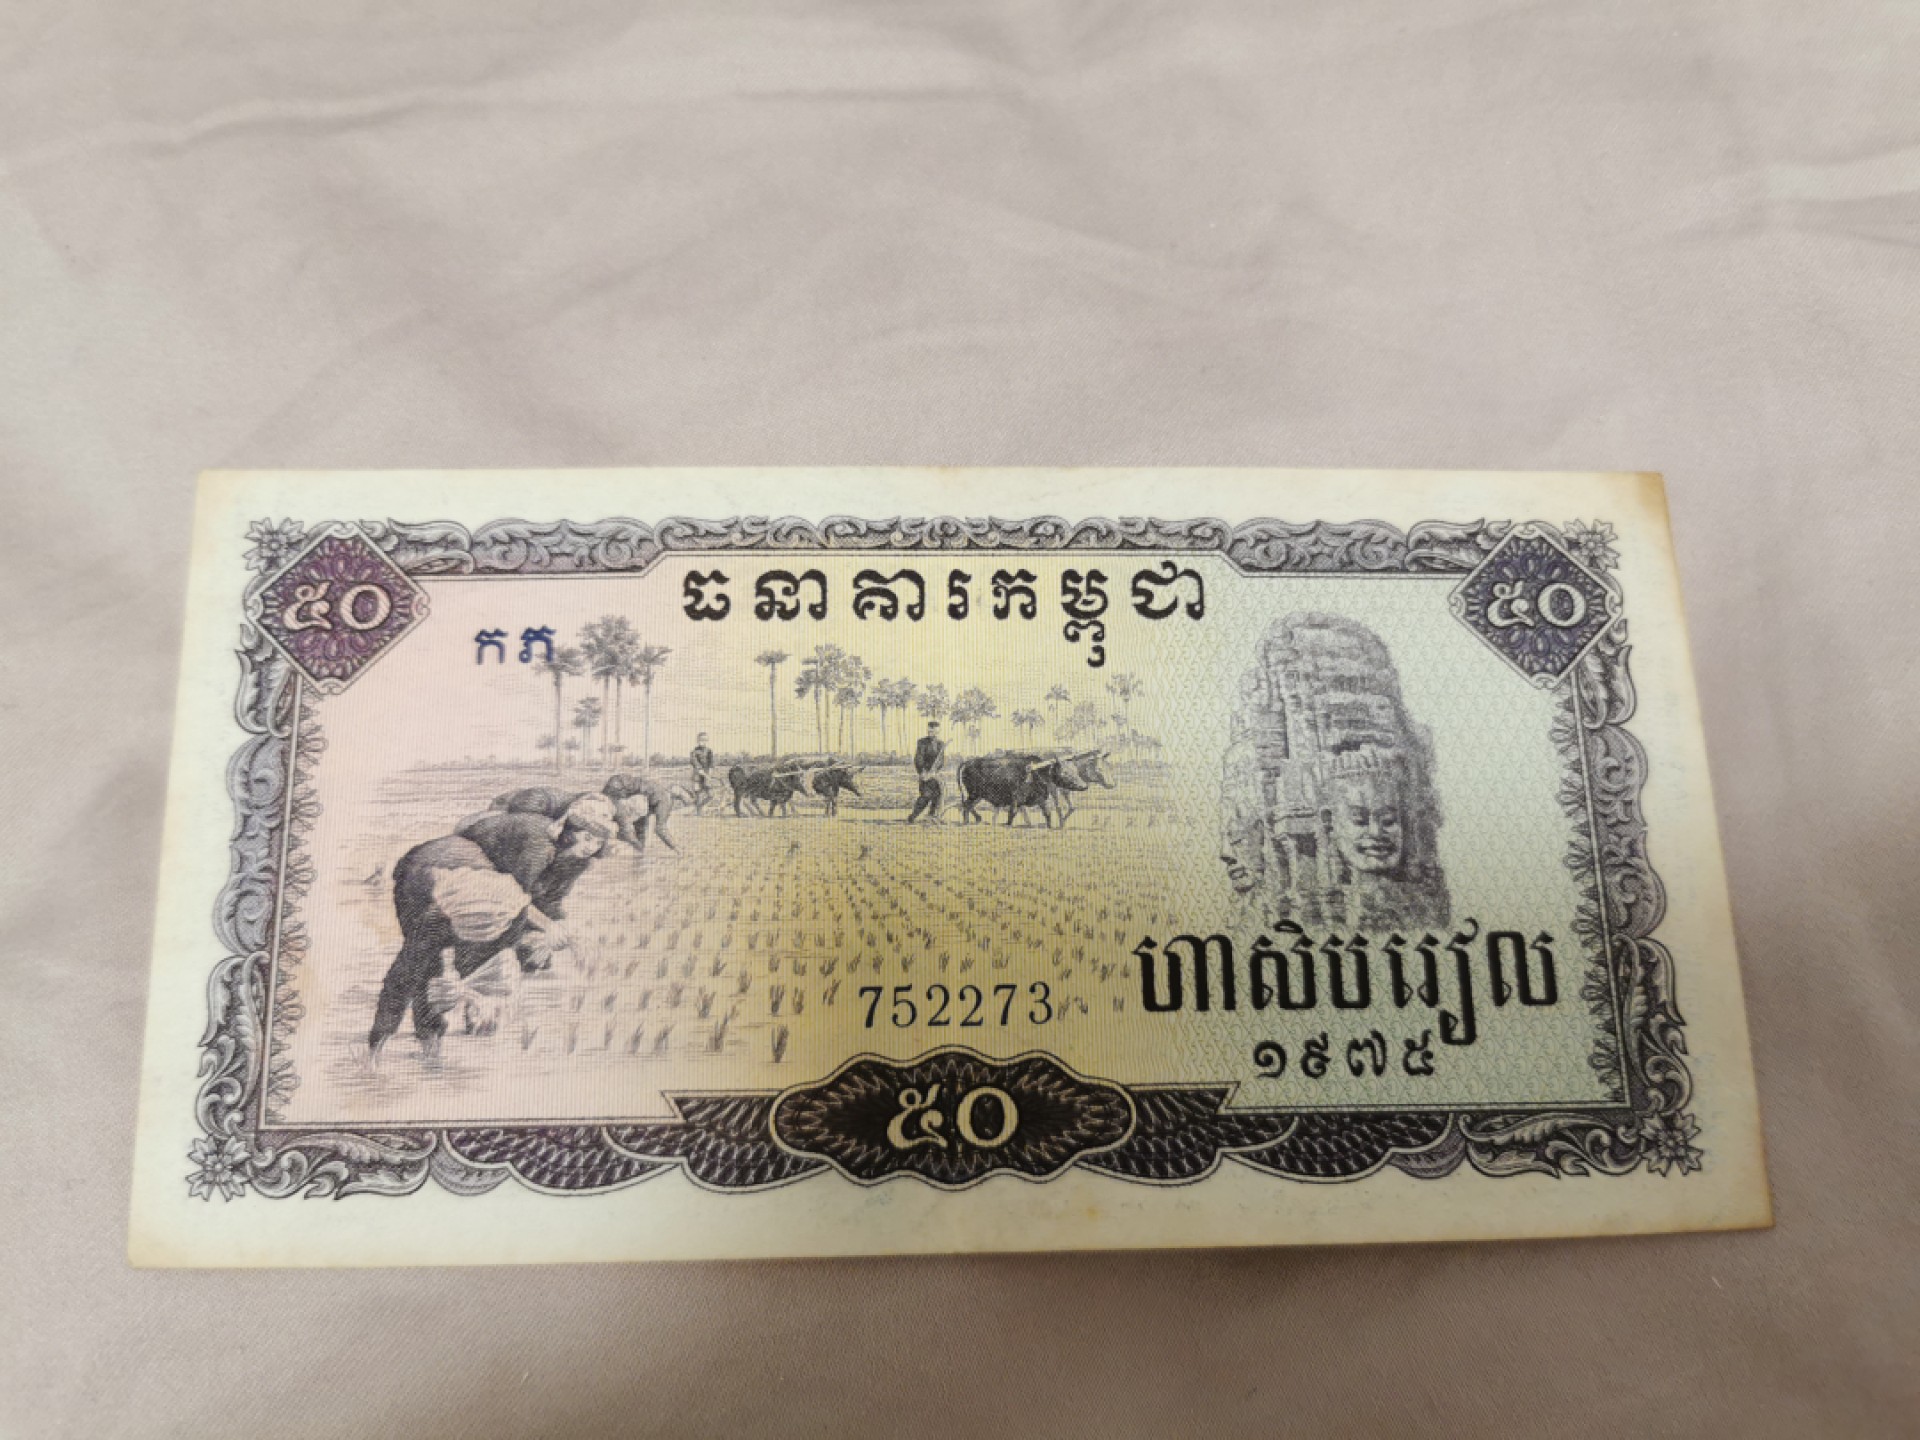 ធនាគារកម្ពុជា
៥០ ៥០
កភ
752273
ហាសិបរៀល
១៩៧៥
៥០